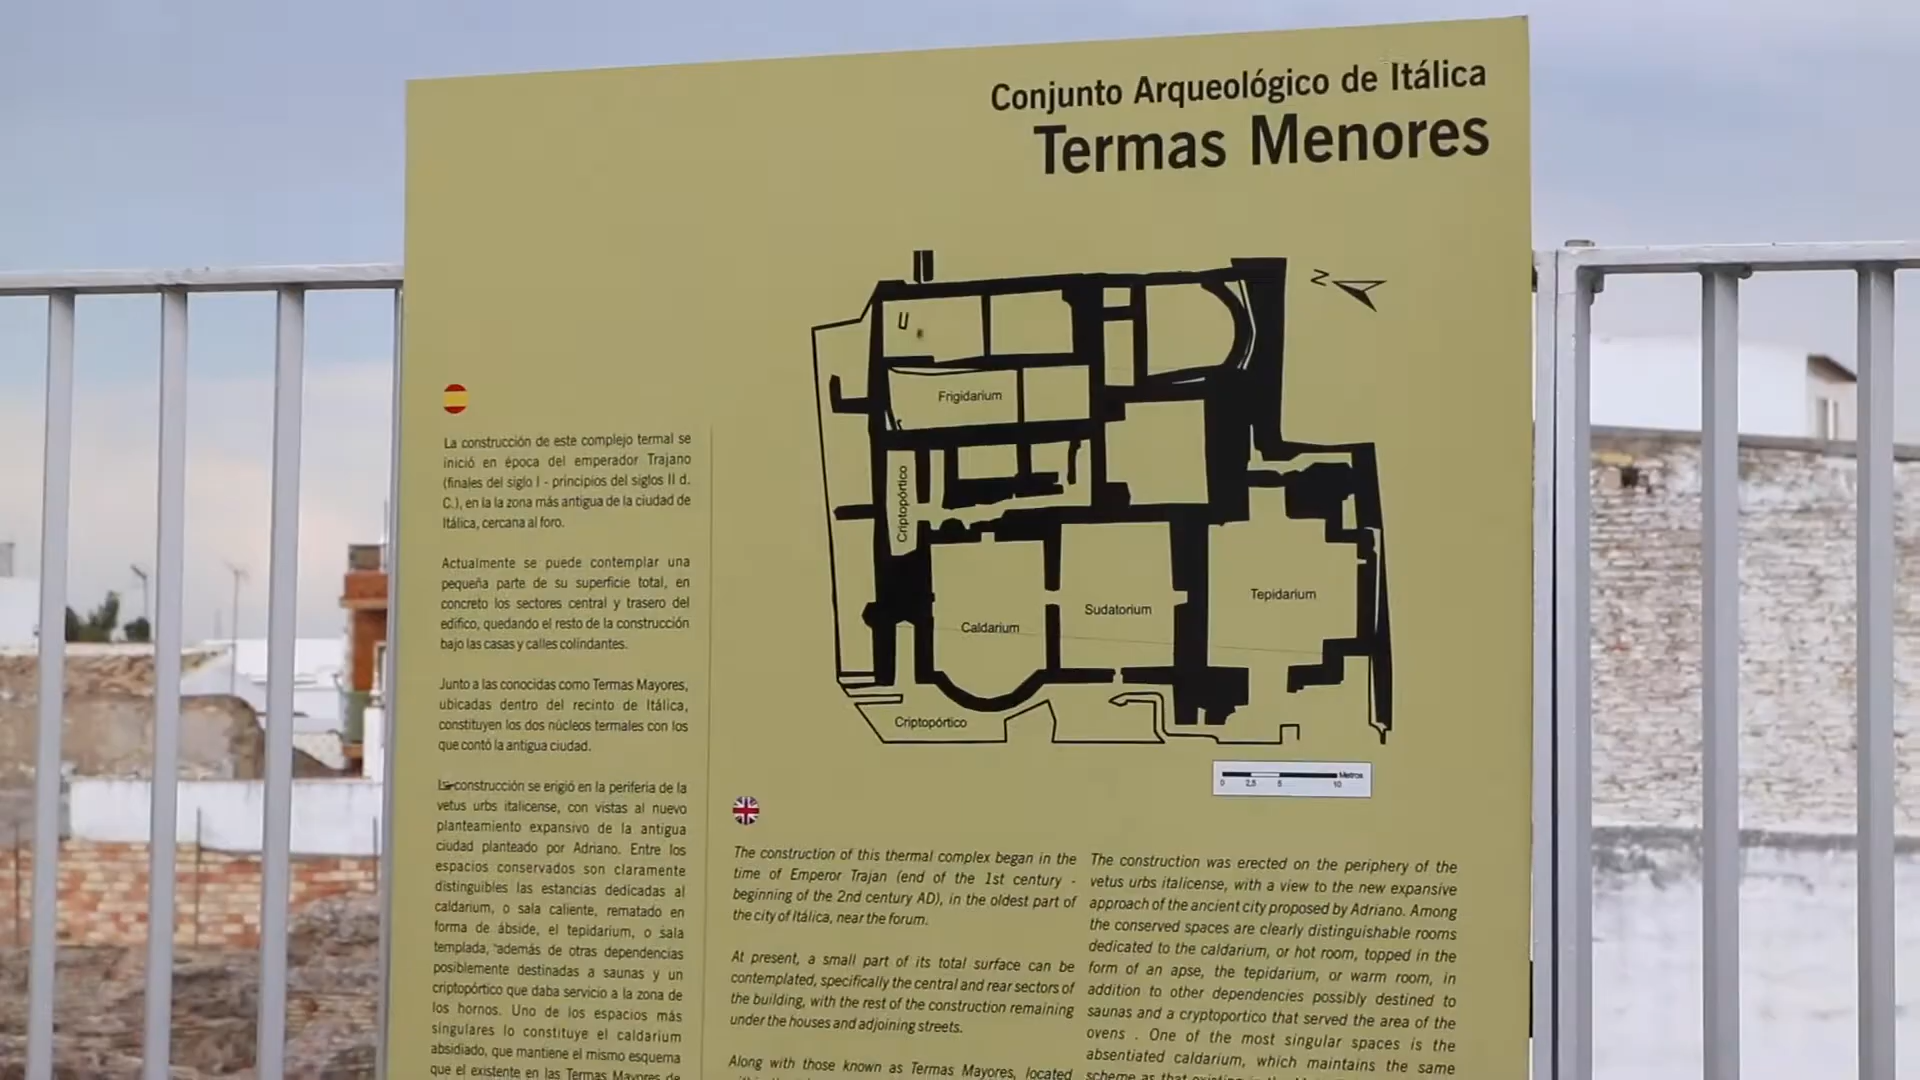 Conjunto Arqueológico de Itálica
Termas Menores
N
Frigidarium
Criptopórtico
Caldarium
Sudatorium
Tepidarium
Criptopórtico
0 2,5 5 10 Metros
La construcción de este complejo termal se
inició en época del emperador Trajano
(finales del siglo I - principios del siglos II d.
C.), en la la zona más antigua de la ciudad de
Itálica, cercana al foro.
Actualmente se puede contemplar una
pequeña parte de su superficie total, en
concreto los sectores central y trasero del
edifico, quedando el resto de la construcción
bajo las casas y calles colindantes.
Junto a las conocidas como Termas Mayores,
ubicadas dentro del recinto de Itálica,
constituyen los dos núcleos termales con los
que contó la antigua ciudad.
La construcción se erigió en la periferia de la
vetus urbs italicense, con vistas al nuevo
planteamiento expansivo de la antigua
ciudad planteado por Adriano. Entre los
espacios conservados son claramente
distinguibles las estancias dedicadas al
caldarium, o sala caliente, rematado en
forma de ábside, el tepidarium, o sala
templada, además de otras dependencias
posiblemente destinadas a saunas y un
criptopórtico que daba servicio a la zona de
los hornos. Uno de los espacios más
singulares lo constituye el caldarium
absidiado, que mantiene el mismo esquema
que el existente en las Termas Mayores de
The construction of this thermal complex began in the
time of Emperor Trajan (end of the 1st century -
beginning of the 2nd century AD), in the oldest part of
the city of Itálica, near the forum.
At present, a small part of its total surface can be
contemplated, specifically the central and rear sectors of
the building, with the rest of the construction remaining
under the houses and adjoining streets.
Along with those known as Termas Mayores, located
The construction was erected on the periphery of the
vetus urbs italicense, with a view to the new expansive
approach of the ancient city proposed by Adriano. Among
the conserved spaces are clearly distinguishable rooms
dedicated to the caldarium, or hot room, topped in the
form of an apse, the tepidarium, or warm room, in
addition to other dependencies possibly destined to
saunas and a cryptoportico that served the area of the
ovens . One of the most singular spaces is the
absentiated caldarium, which maintains the same
scheme as that